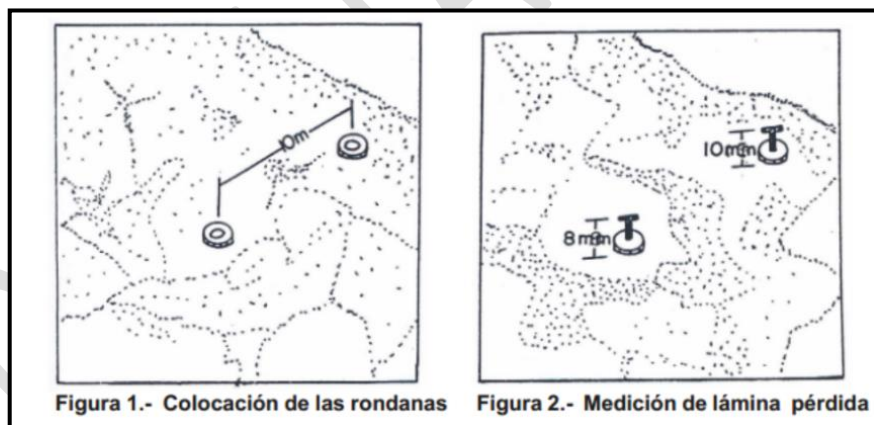 10m
10mm
8mm
Figura 1.- Colocación de las rondanas
Figura 2.- Medición de lámina pérdida